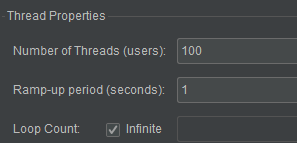 Thread Properties
Number of Threads (users): 100
Ramp-up period (seconds): 1
Loop Count: Infinite